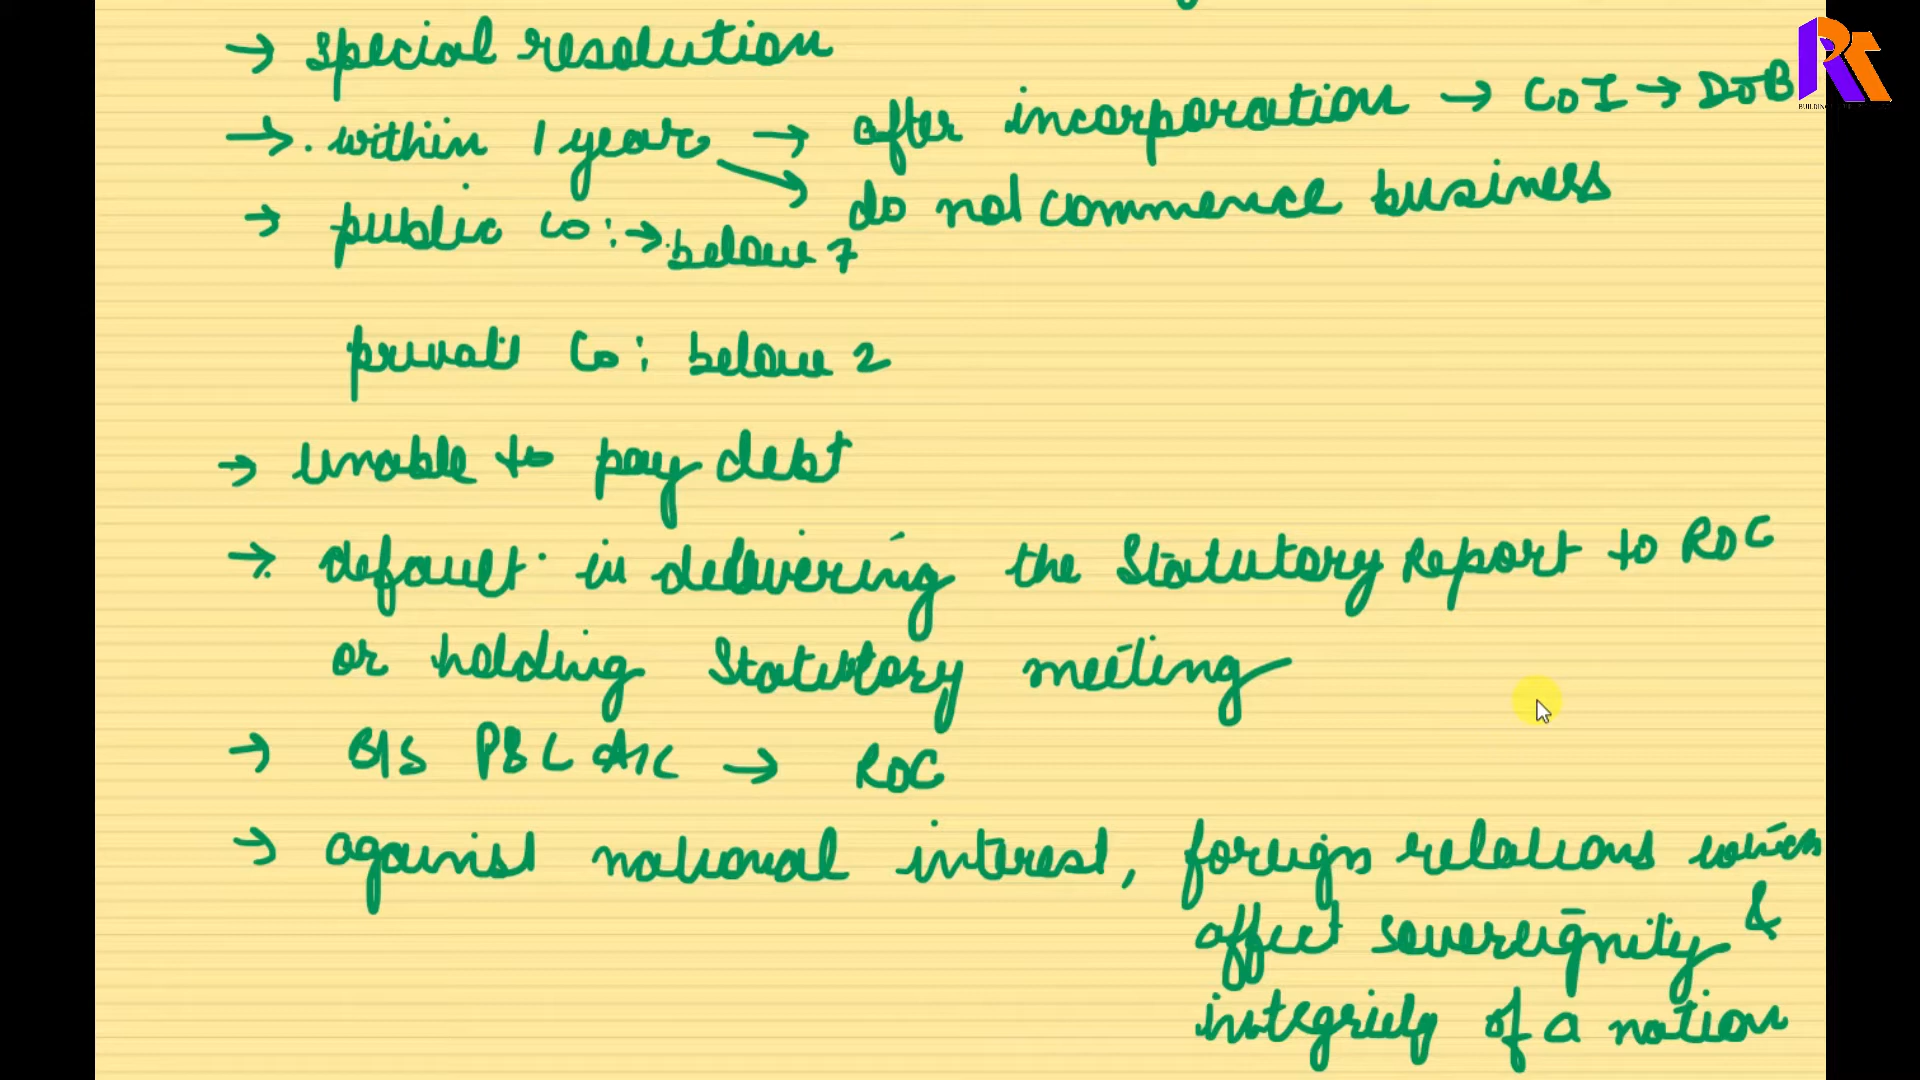 → special resolution
→ within 1 year → after incorporation → COI → DOB
do not commence business
→ public Co: → below 7
private Co: below 2
→ unable to pay debt
→ default in delivering the Statutory Report to ROC
or holding Statutory meeting
→ B/S P&L A/C → ROC
→ against national interest, foreign relations which
affect sovereignity &
integrity of a nation